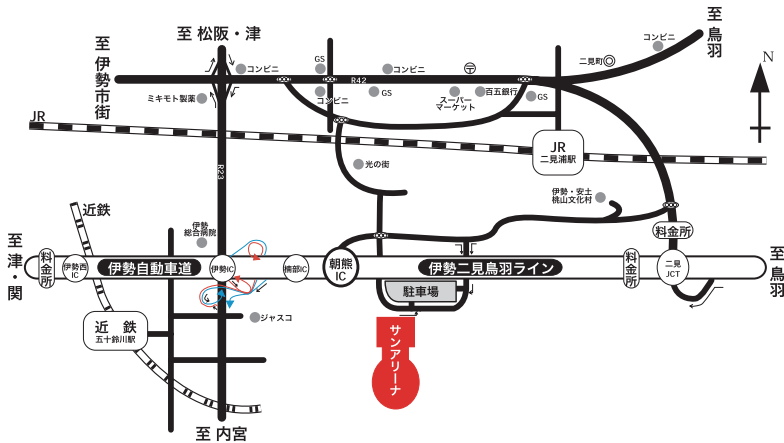 至 松阪・津
至
鳥
羽
至
伊
勢
市
街
コンビニ
GS
コンビニ
コンビニ
二見町
N
R42
ミキモト製薬
コンビニ
GS
スーパー
マーケット
百五銀行
GS
JR
JR
二見浦駅
光の街
R23
伊勢・安土
桃山文化村
近鉄
伊勢
総合病院
料金所
至
津
・
関
料
金
所
伊勢西
IC
伊勢自動車道
伊勢IC
楠部IC
朝熊
IC
伊勢二見鳥羽ライン
料
金
所
二見
JCT
至
鳥
羽
駐車場
ジャスコ
近 鉄
五十鈴川駅
サンアリーナ
至 内宮